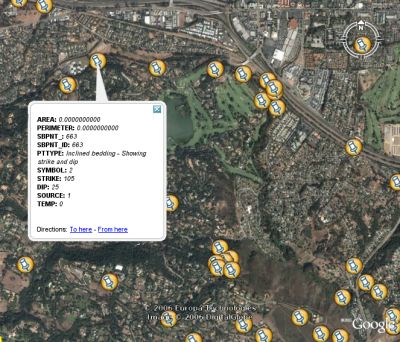 AREA: 0.0000000000
PERIMETER: 0.0000000000
SBPNT_: 663
SBPNT_ID: 663
PTTYPE: Inclined bedding - Showing
strike and dip
SYMBOL: 2
STRIKE: 105
DIP: 25
SOURCE: 1
TEMP: 0
Directions: To here - From here
N
© 2006 Europa Technologies
Image © 2006 DigitalGlobe
Google